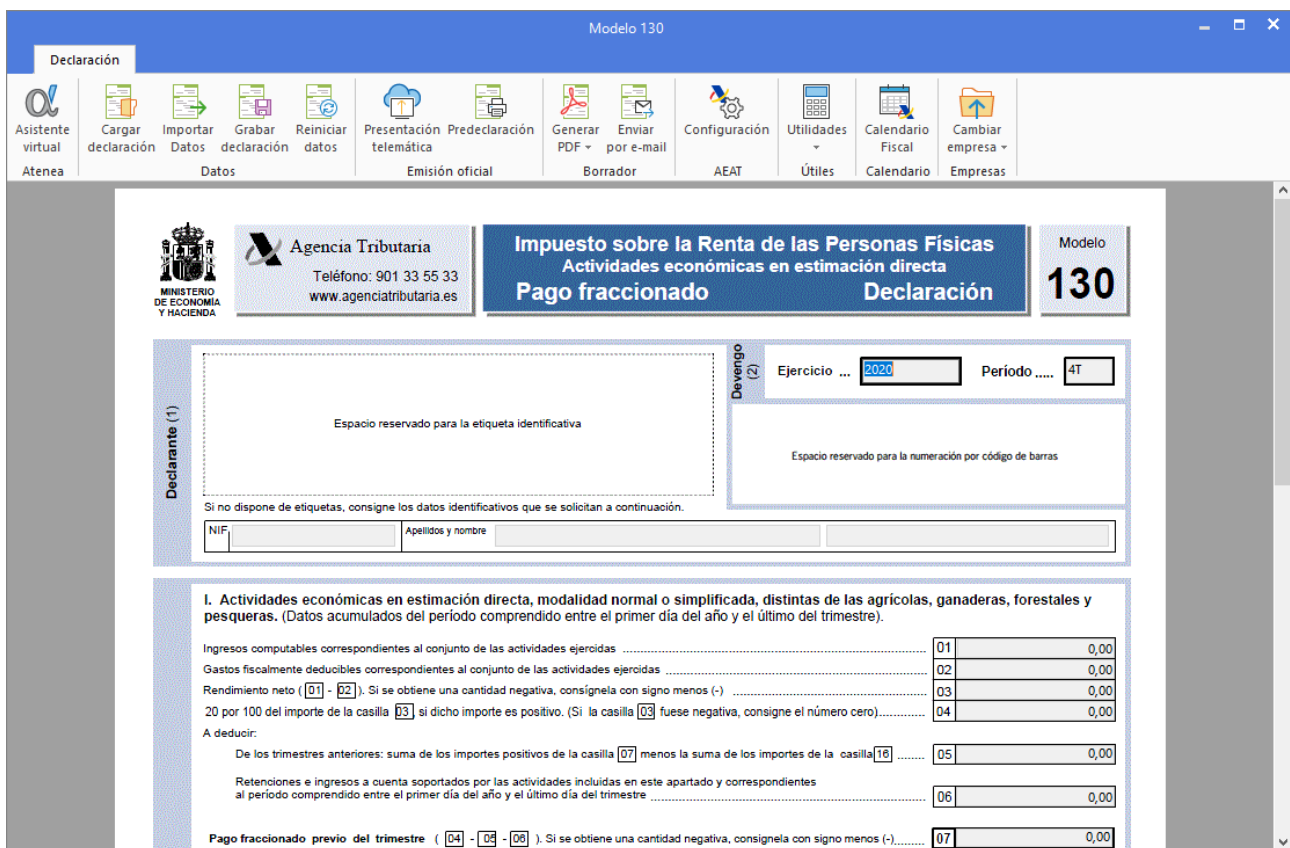 Modelo 130
Declaración
Asistente virtual
Cargar declaración
Importar Datos
Grabar declaración
Reiniciar datos
Presentación telemática
Predeclaración
Generar PDF
Enviar por e-mail
Configuración
Utilidades
Calendario Fiscal
Cambiar empresa
Atenea
Datos
Emisión oficial
Borrador
AEAT
Útiles
Calendario
Empresas
MINISTERIO
DE ECONOMÍA
Y HACIENDA
Agencia Tributaria
Teléfono: 901 33 55 33
www.agenciatributaria.es
Impuesto sobre la Renta de las Personas Físicas
Actividades económicas en estimación directa
Pago fraccionado Declaración
Modelo
130
Declarante (1)
Espacio reservado para la etiqueta identificativa
Devengo (2)
Ejercicio ... 2020 Período ..... 4T
Espacio reservado para la numeración por código de barras
Si no dispone de etiquetas, consigne los datos identificativos que se solicitan a continuación.
NIF Apellidos y nombre
I. Actividades económicas en estimación directa, modalidad normal o simplificada, distintas de las agrícolas, ganaderas, forestales y
pesqueras. (Datos acumulados del período comprendido entre el primer día del año y el último del trimestre).
Ingresos computables correspondientes al conjunto de las actividades ejercidas 01 0,00
Gastos fiscalmente deducibles correspondientes al conjunto de las actividades ejercidas 02 0,00
Rendimiento neto ( 01 - 02 ). Si se obtiene una cantidad negativa, consígnela con signo menos (-) 03 0,00
20 por 100 del importe de la casilla 03, si dicho importe es positivo. (Si la casilla 03 fuese negativa, consigne el número cero) 04 0,00
A deducir:
De los trimestres anteriores: suma de los importes positivos de la casilla 07 menos la suma de los importes de la casilla 16 05 0,00
Retenciones e ingresos a cuenta soportados por las actividades incluidas en este apartado y correspondientes
al período comprendido entre el primer día del año y el último día del trimestre 06 0,00
Pago fraccionado previo del trimestre ( 04 - 05 - 06 ). Si se obtiene una cantidad negativa, consignela con signo menos (-) 07 0,00